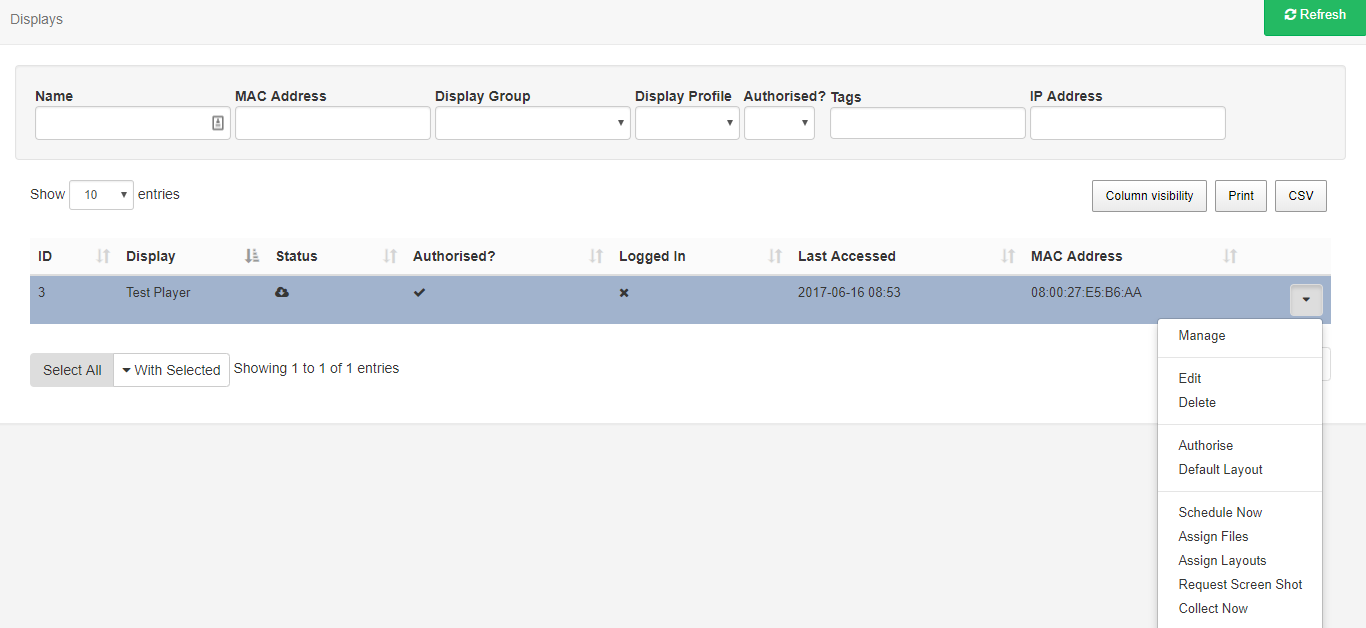 Displays
Refresh
Name MAC Address Display Group Display Profile Authorised? Tags IP Address
Show 10 entries
Column visibility Print CSV
ID Display Status Authorised? Logged In Last Accessed MAC Address
3 Test Player 2017-06-16 08:53 08:00:27:E5:B6:AA
Select All With Selected Showing 1 to 1 of 1 entries
Manage
Edit
Delete
Authorise
Default Layout
Schedule Now
Assign Files
Assign Layouts
Request Screen Shot
Collect Now